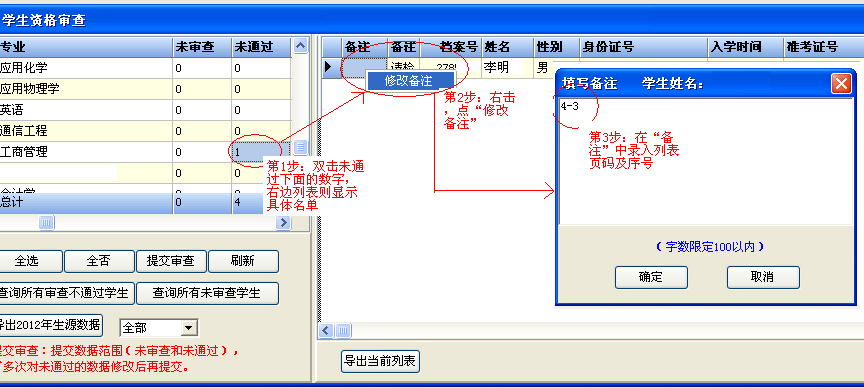 学生资格审查
专业 未审查 未通过
应用化学 0 0
应用物理学 0 0
英语 0 0
通信工程 0 0
工商管理 0 1
0 0
会计学 0 0
总计 0 4
备注 备注 档案号 姓名 性别 身份证号 入学时间 准考证号
李明 男
修改备注
第1步：双击未通
过下面的数字，
右边列表则显示
具体名单
第2步：右击
，点“修改
备注”
填写备注 学生姓名：
4-3
第3步：在“备
注”中录入列表
页码及序号
（字数限定100以内）
确定 取消
全选 全否 提交审查 刷新
查询所有审查不通过学生 查询所有未审查学生
导出2012年生源数据 全部
提交审查：提交数据范围（未审查和未通过），
多次对未通过的数据修改后再提交。
导出当前列表